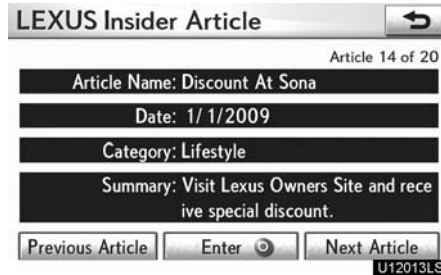 LEXUS Insider Article
Article 14 of 20
Article Name: Discount At Sona
Date: 1/ 1/2009
Category: Lifestyle
Summary: Visit Lexus Owners Site and rece
ive special discount.
Previous Article Enter Next Article
U12013LS